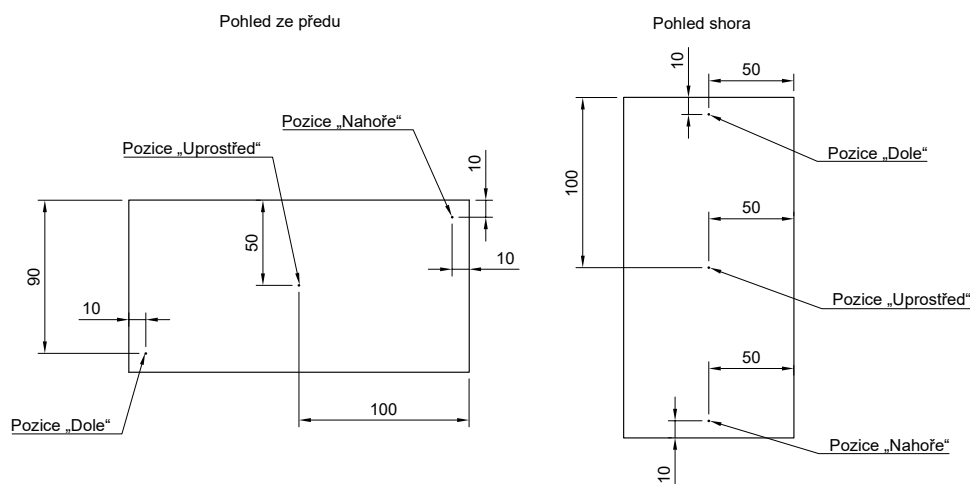 Pohled ze předu
Pohled shora
50
10
Pozice „Nahoře“
Pozice „Uprostřed“
Pozice „Dole“
10
100
50
50
90
10
10
Pozice „Uprostřed“
50
100
Pozice „Dole“
Pozice „Nahoře“
10